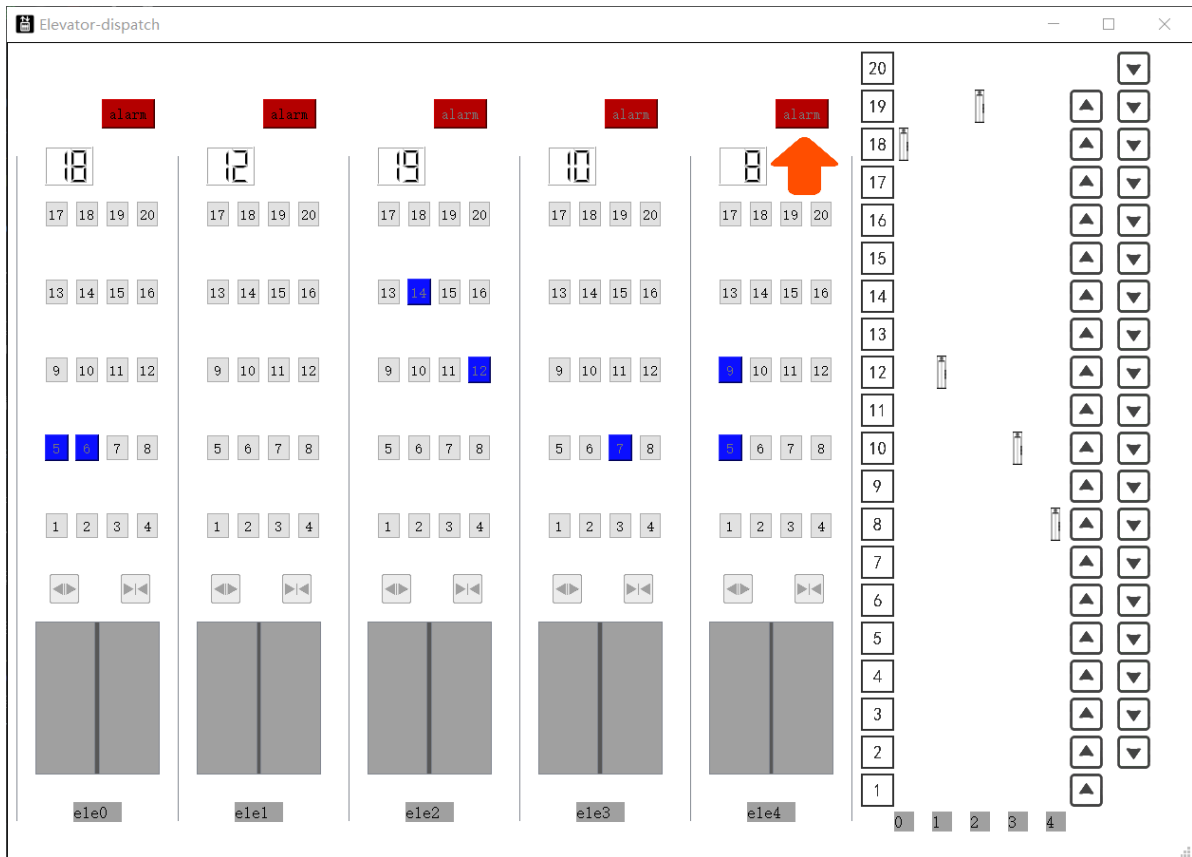 Elevator-dispatch
alarm alarm alarm alarm alarm
18 12 19 10 8
17 18 19 20 17 18 19 20 17 18 19 20 17 18 19 20 17 18 19 20
13 14 15 16 13 14 15 16 13 14 15 16 13 14 15 16 13 14 15 16
9 10 11 12 9 10 11 12 9 10 11 12 9 10 11 12 9 10 11 12
5 6 7 8 5 6 7 8 5 6 7 8 5 6 7 8 5 6 7 8
1 2 3 4 1 2 3 4 1 2 3 4 1 2 3 4 1 2 3 4
ele0 ele1 ele2 ele3 ele4
20
19
18
17
16
15
14
13
12
11
10
9
8
7
6
5
4
3
2
1
0 1 2 3 4